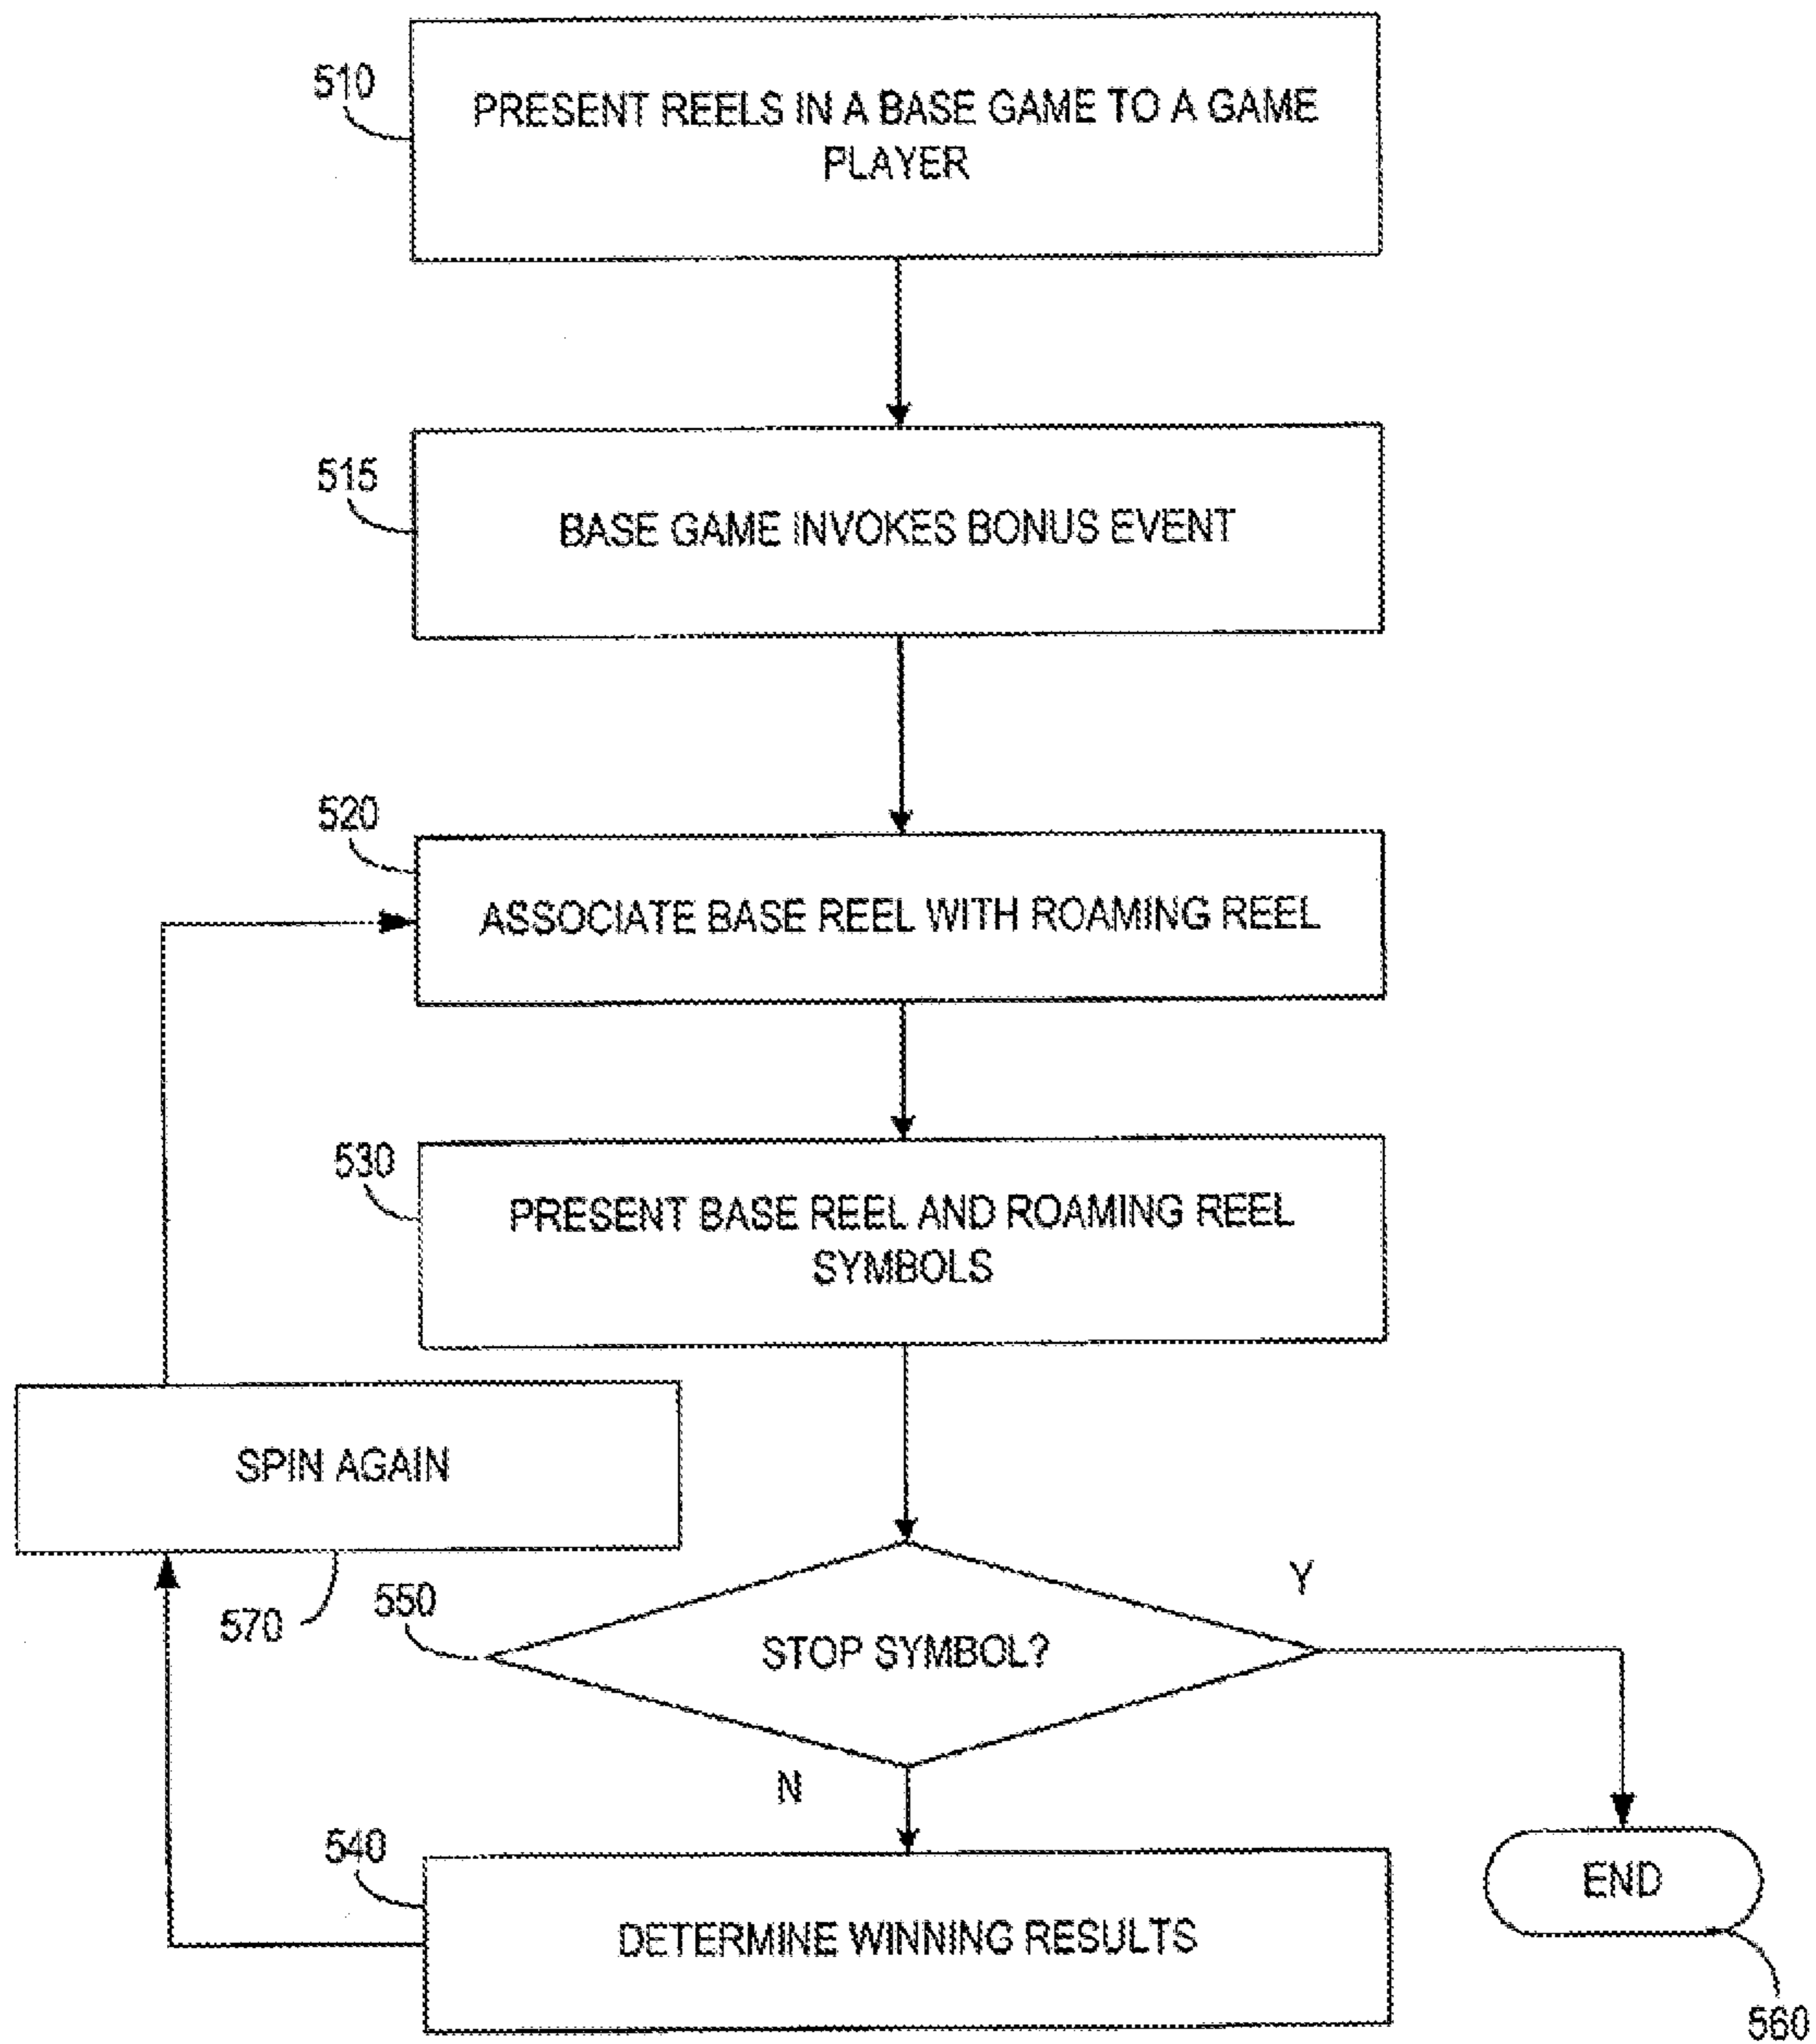 510
PRESENT REELS IN A BASE GAME TO A GAME
PLAYER
515
BASE GAME INVOKES BONUS EVENT
520
ASSOCIATE BASE REEL WITH ROAMING REEL
530
PRESENT BASE REEL AND ROAMING REEL
SYMBOLS
SPIN AGAIN
570
550
STOP SYMBOL?
Y
N
540
DETERMINE WINNING RESULTS
END
560